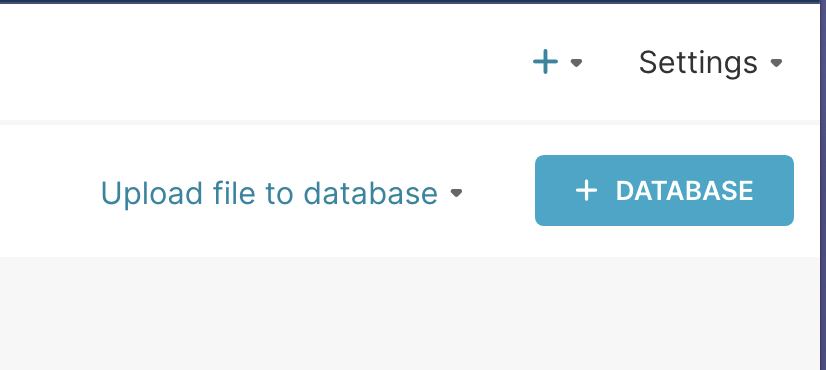 + Settings
Upload file to database
+ DATABASE